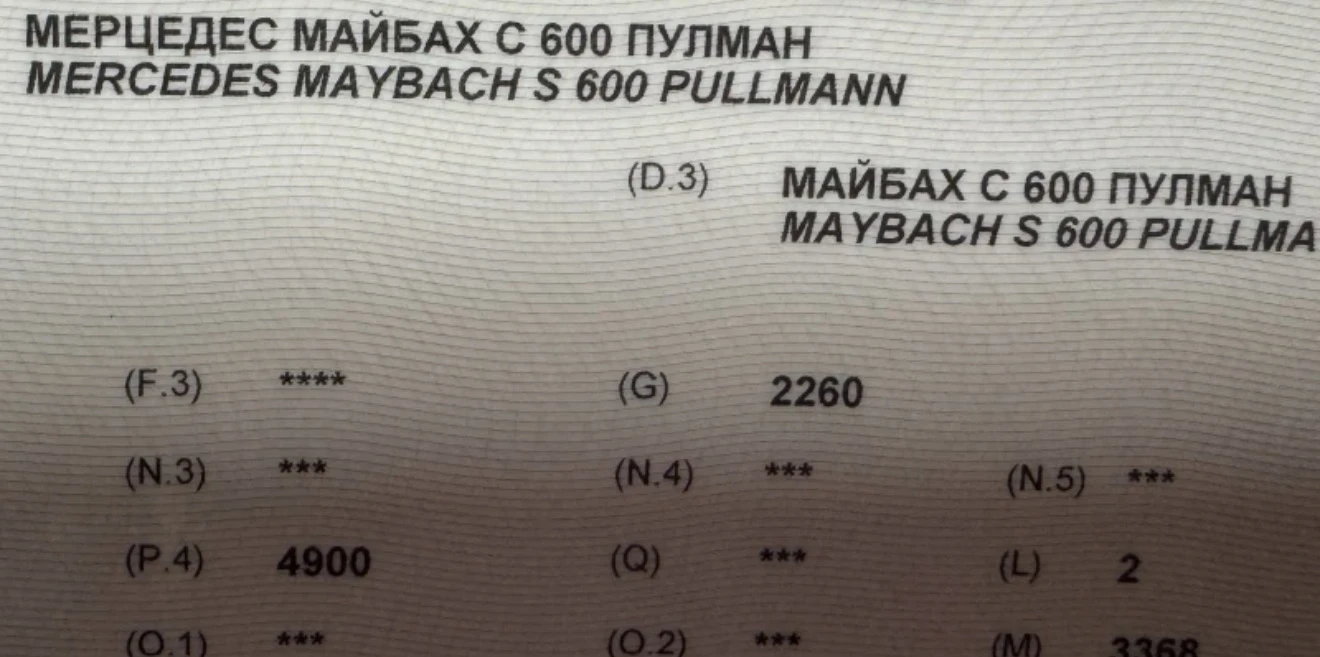 МЕРЦЕДЕС МАЙБАХ С 600 ПУЛМАН
MERCEDES MAYBACH S 600 PULLMANN
(D.3) МАЙБАХ С 600 ПУЛМАН
MAYBACH S 600 PULLMA
(F.3) **** (G) 2260
(N.3) *** (N.4) *** (N.5) ***
(P.4) 4900 (Q) *** (L) 2
(O.1) *** (O.2) *** (M) 3368